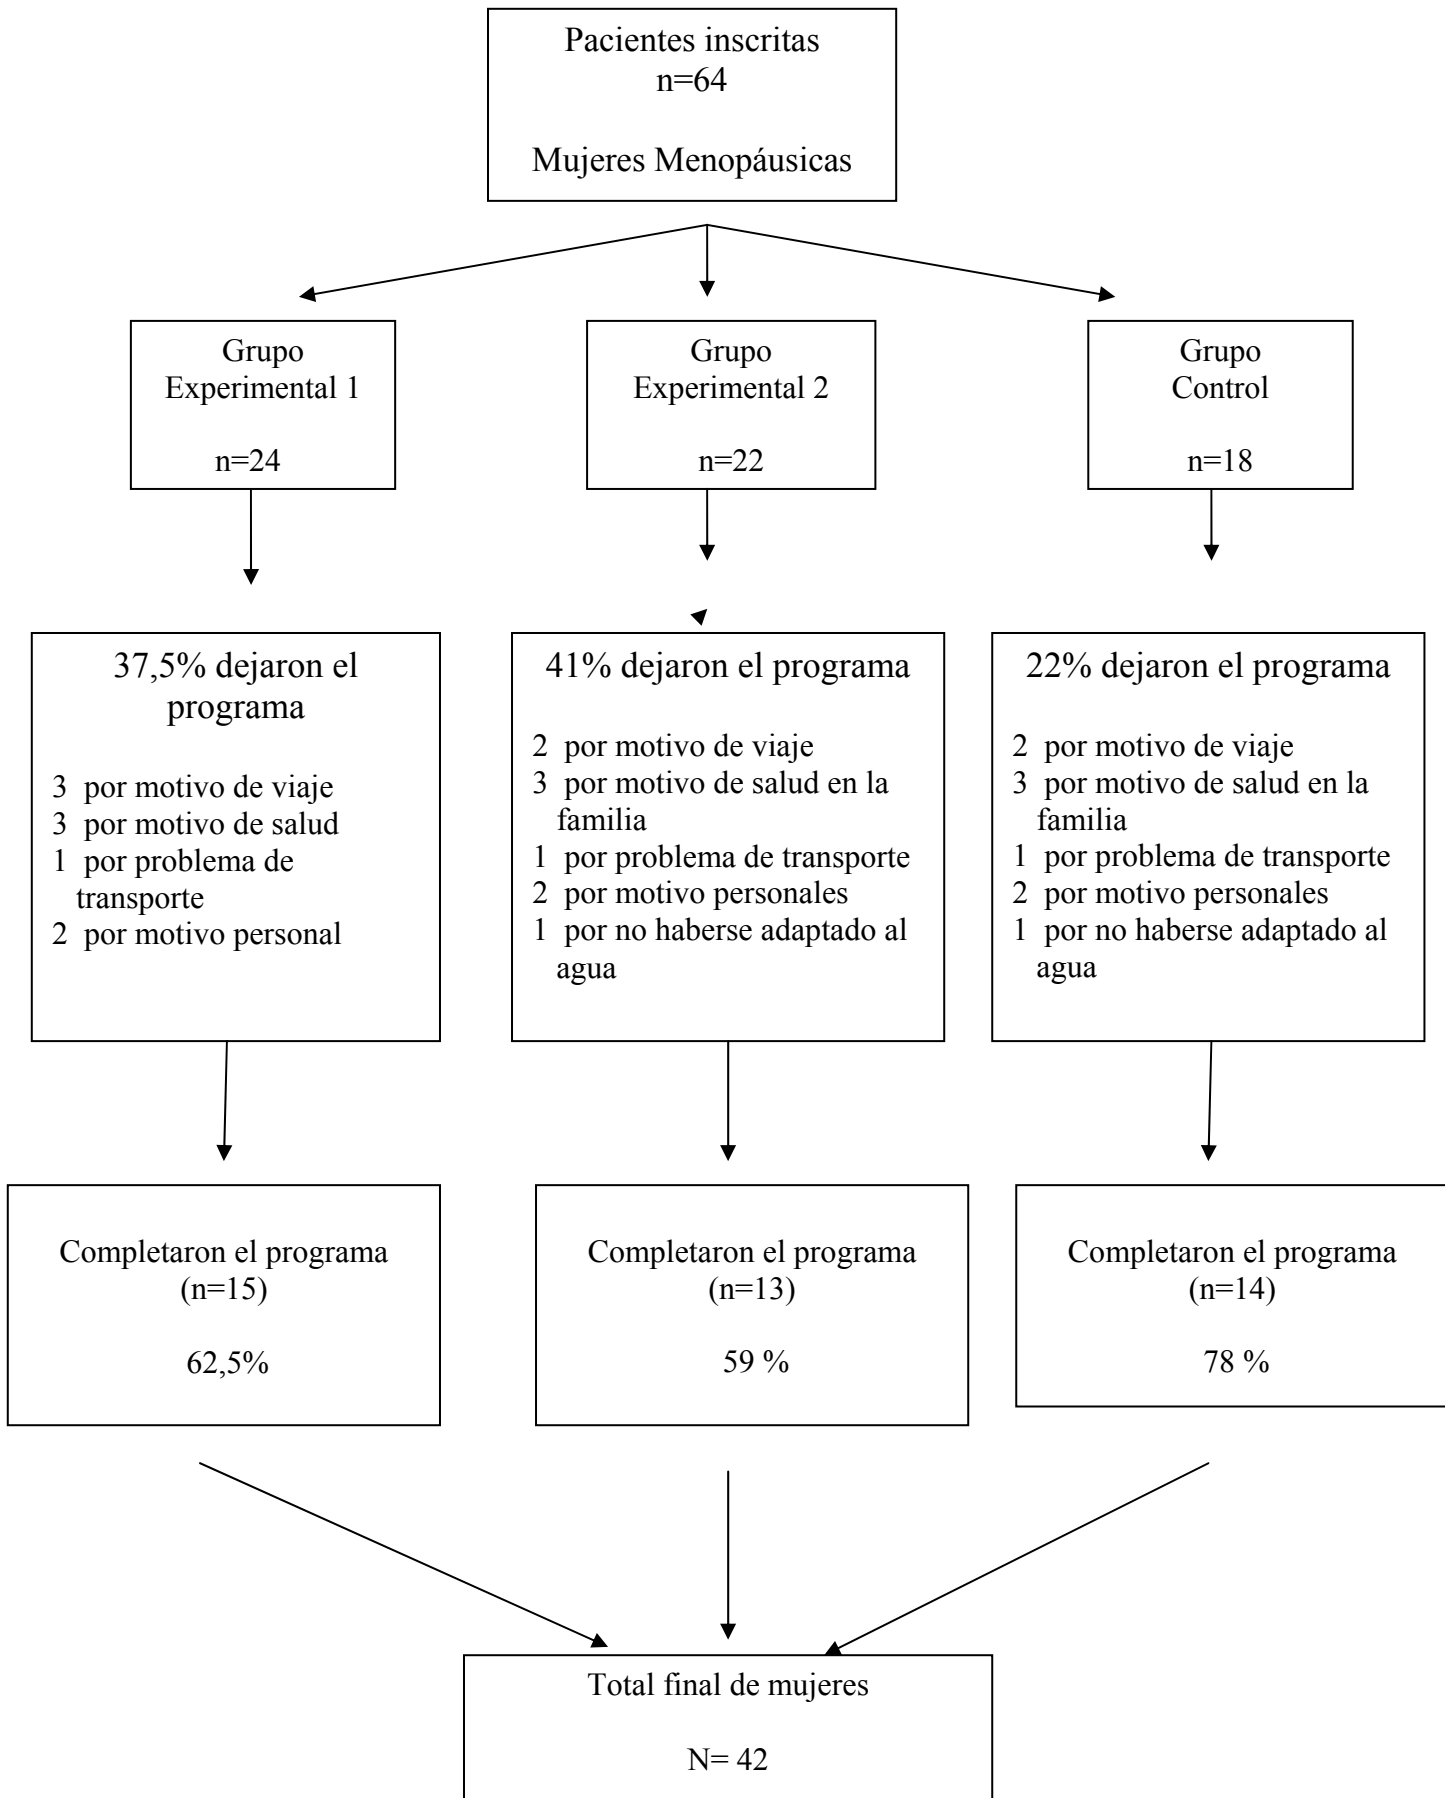 Pacientes inscritas
n=64
Mujeres Menopáusicas
Grupo
Experimental 1
n=24
Grupo
Experimental 2
n=22
Grupo
Control
n=18
37,5% dejaron el
programa
3 por motivo de viaje
3 por motivo de salud
1 por problema de
transporte
2 por motivo personal
41% dejaron el programa
2 por motivo de viaje
3 por motivo de salud en la
familia
1 por problema de transporte
2 por motivo personales
1 por no haberse adaptado al
agua
22% dejaron el programa
2 por motivo de viaje
3 por motivo de salud en la
familia
1 por problema de transporte
2 por motivo personales
1 por no haberse adaptado al
agua
Completaron el programa
(n=15)
62,5%
Completaron el programa
(n=13)
59 %
Completaron el programa
(n=14)
78 %
Total final de mujeres
N= 42